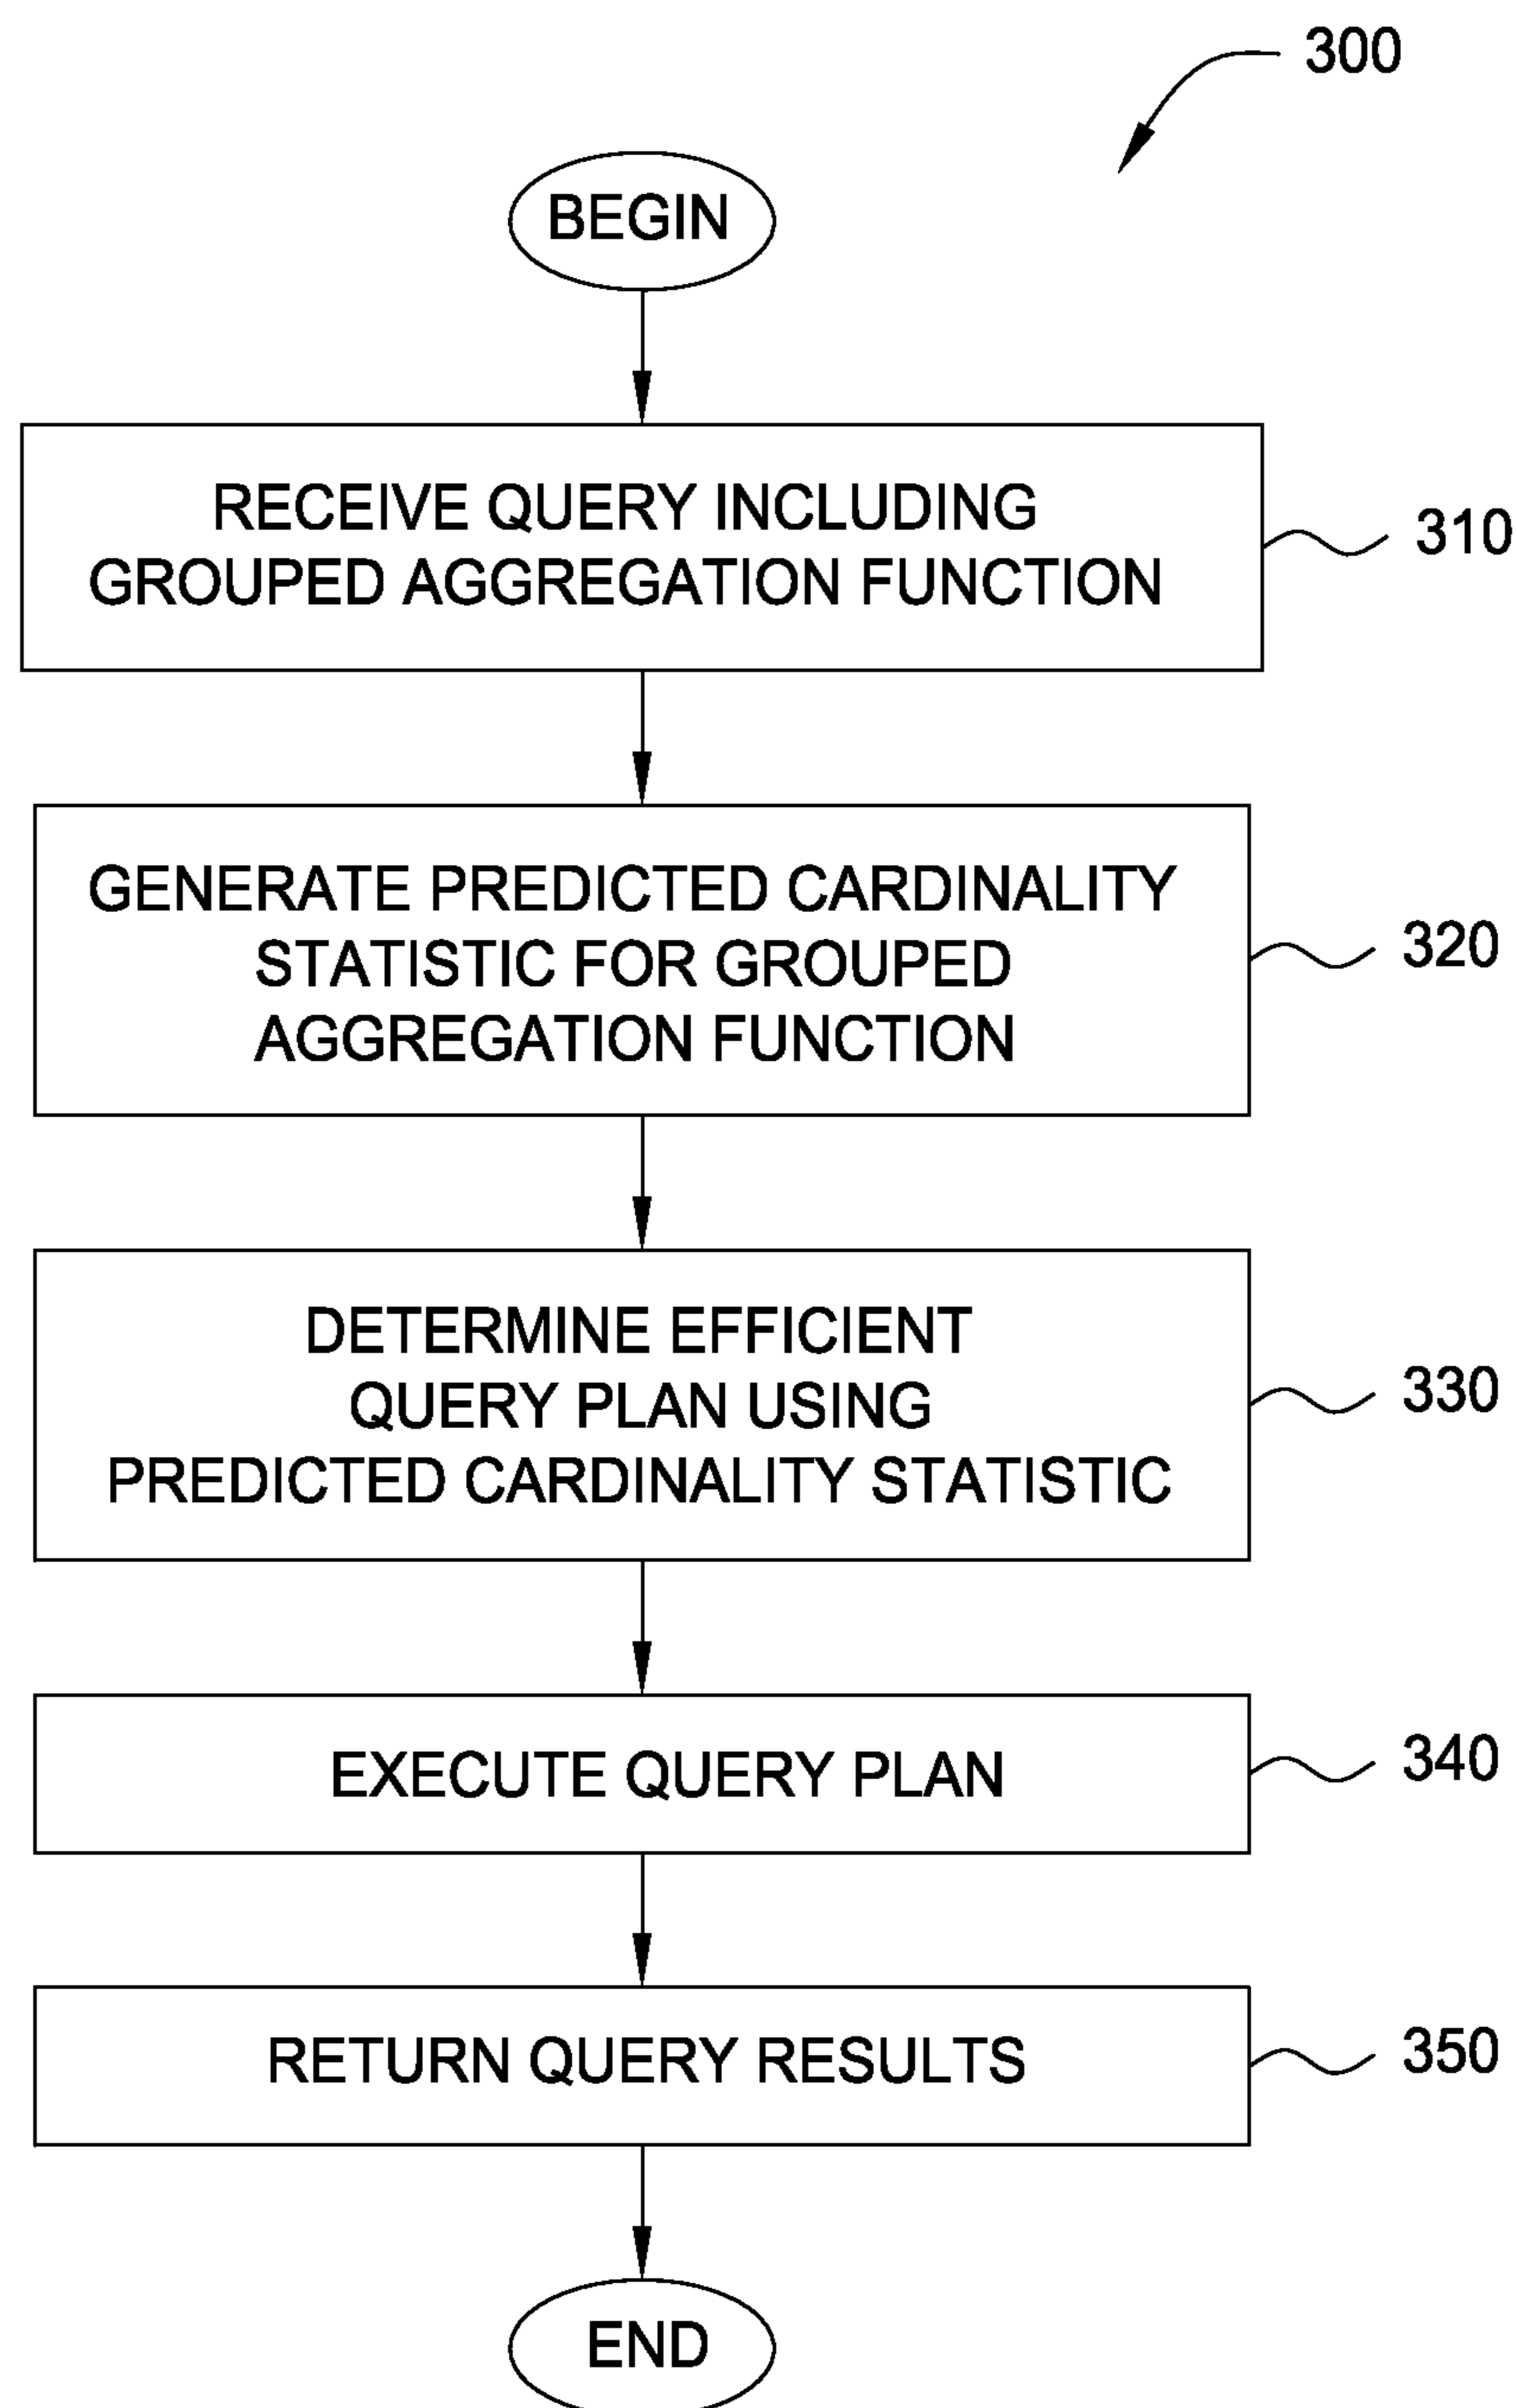 300
BEGIN
RECEIVE QUERY INCLUDING
GROUPED AGGREGATION FUNCTION
310
GENERATE PREDICTED CARDINALITY
STATISTIC FOR GROUPED
AGGREGATION FUNCTION
320
DETERMINE EFFICIENT
QUERY PLAN USING
PREDICTED CARDINALITY STATISTIC
330
EXECUTE QUERY PLAN
340
RETURN QUERY RESULTS
350
END